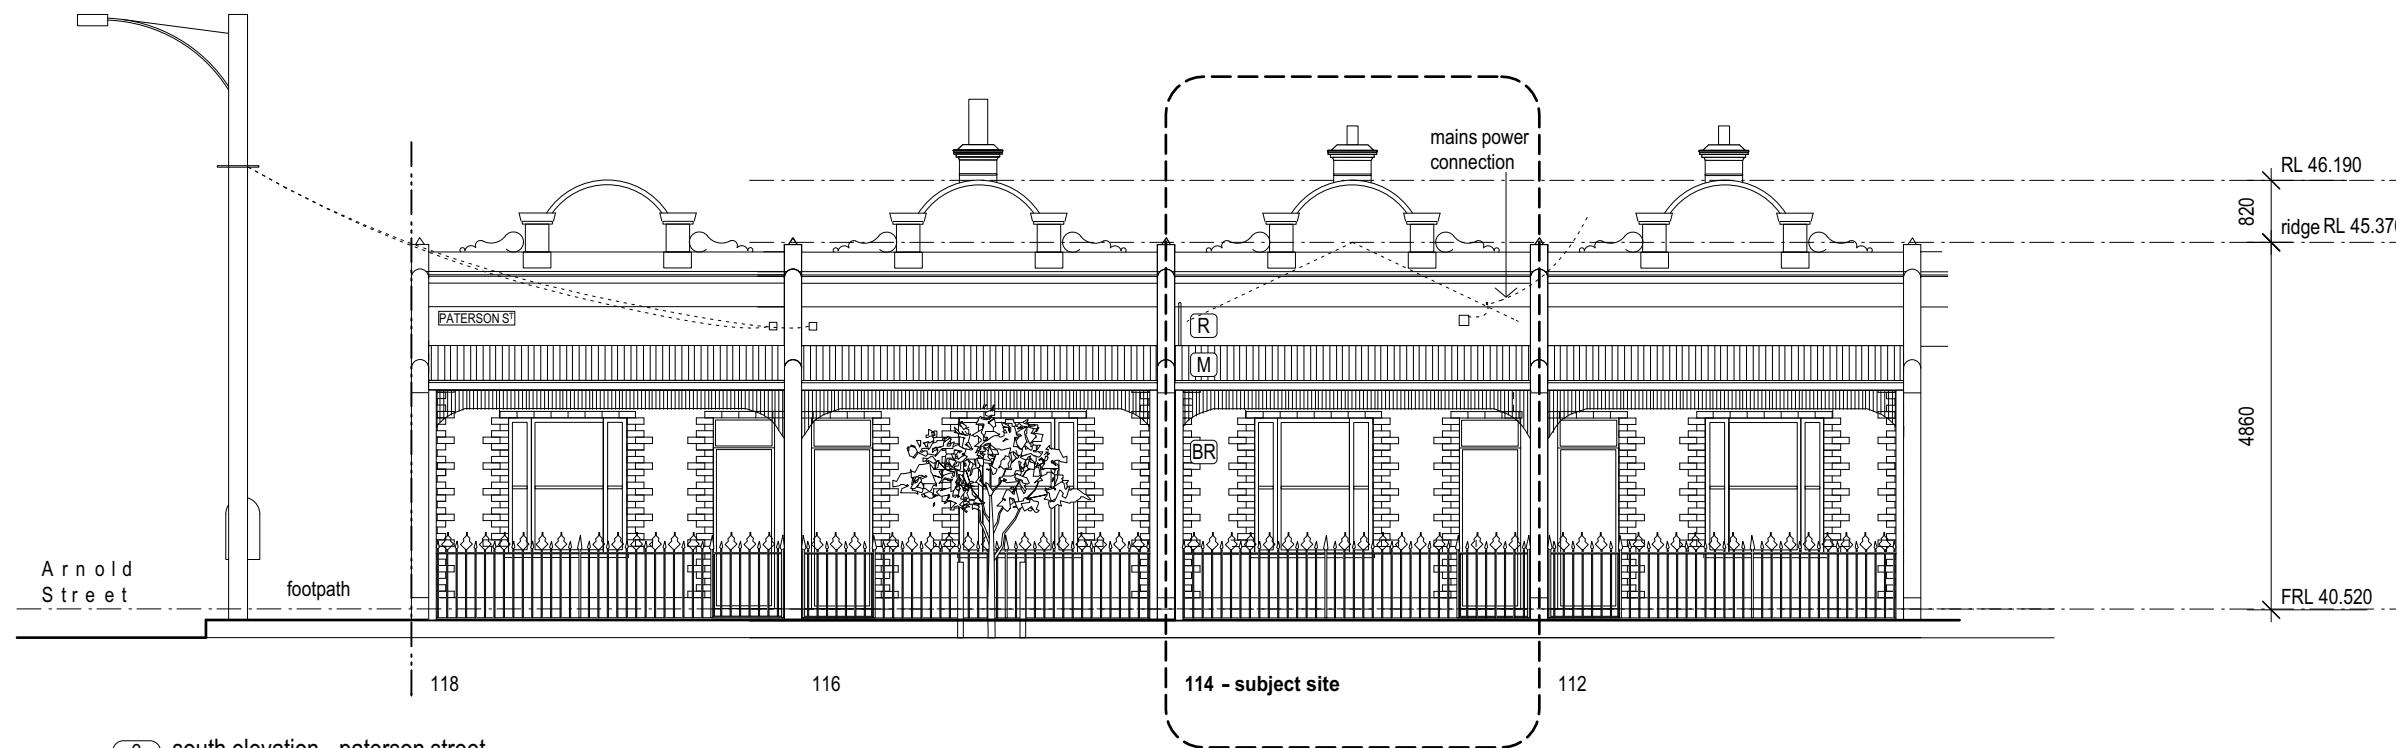 mains power
connection
RL 46.190
820
ridge RL 45.370
PATERSON ST
R
M
4860
BR
Arnold
Street
footpath
FRL 40.520
118
116
114 - subject site
112
south elevation - paterson street